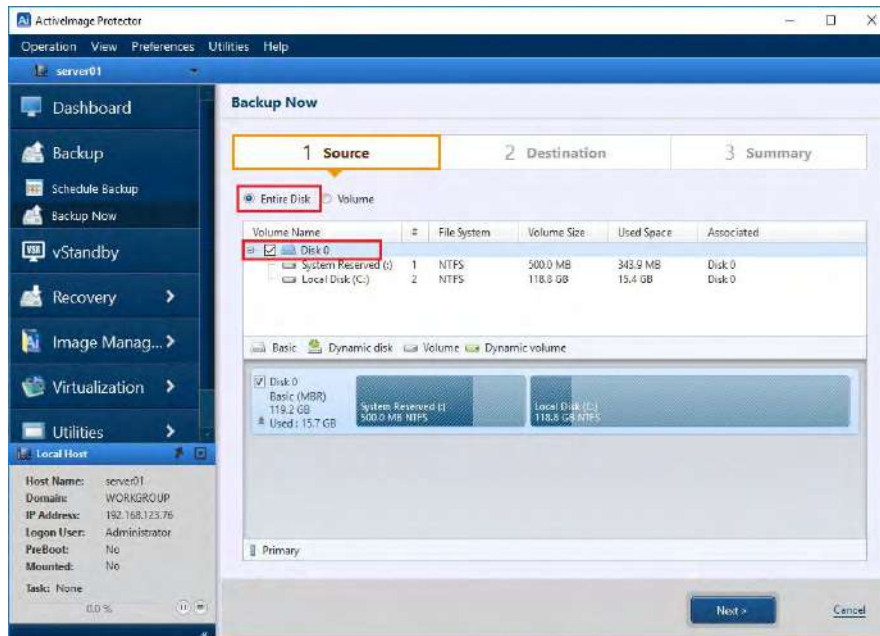 ActiveImage Protector
Operation View Preferences Utilities Help
server01
Dashboard
Backup
Schedule Backup
Backup Now
vStandby
Recovery
Image Manag...
Virtualization
Utilities
Local Host
Host Name: server01
Domain: WORKGROUP
IP Address: 192.168.123.76
Logon User: Administrator
PreBoot: No
Mounted: No
Task: None
0.0 %
Backup Now
1 Source 2 Destination 3 Summary
Entire Disk Volume
Volume Name # File System Volume Size Used Space Associated
Disk 0
System Reserved (:) 1 NTFS 500.0 MB 343.9 MB Disk 0
Local Disk (C:) 2 NTFS 118.8 GB 15.4 GB Disk 0
Basic Dynamic disk Volume Dynamic volume
Disk 0
Basic (MBR)
119.2 GB
Used : 15.7 GB
System Reserved (:)
500.0 MB NTFS
Local Disk (C:)
118.8 GB NTFS
Primary
Next > Cancel